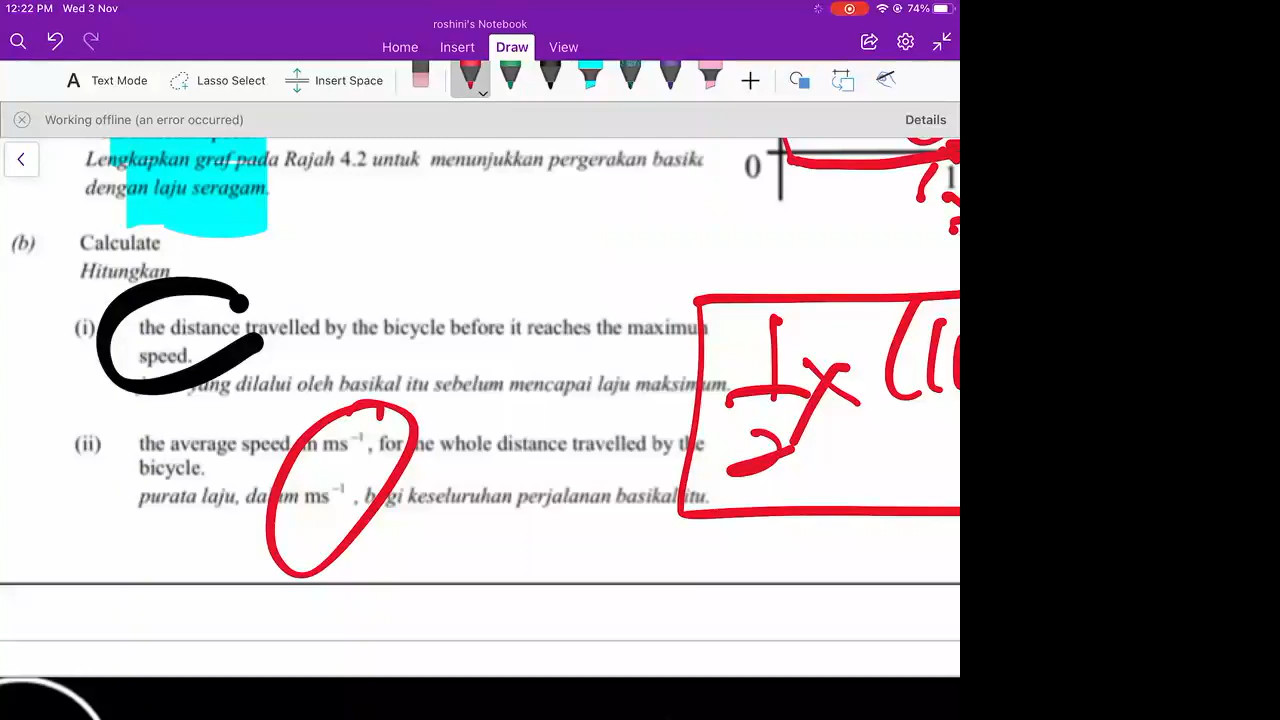 12:22 PM Wed 3 Nov
74%
roshini's Notebook
Home Insert Draw View
A Text Mode Lasso Select Insert Space
Working offline (an error occurred) Details
Lengkapkan graf pada Rajah 4.2 untuk menunjukkan pergerakan
dengan laju seragam.
0 1
(b) Calculate
Hitungkan
(i) the distance travelled by the bicycle before it reaches the maximum
speed.
yang dilalui oleh basikal itu sebelum mencapai laju maksimum.
1/2 × (1
(ii) the average speed in ms⁻¹, for the whole distance travelled by the
bicycle.
purata laju, dalam ms⁻¹, bagi keseluruhan perjalanan basikal itu.